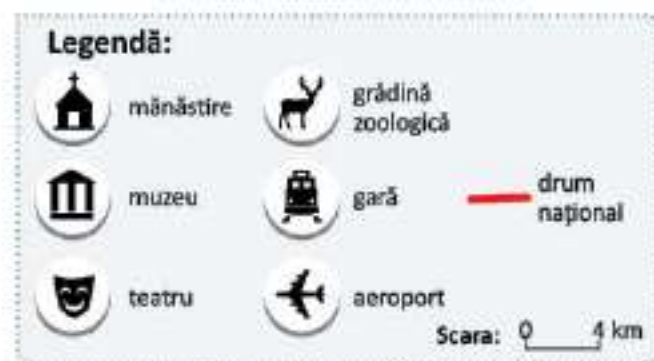 Legendă:
mănăstire
grădină
zoologică
muzeu
gară
drum
național
teatru
aeroport
Scara: 0 4 km